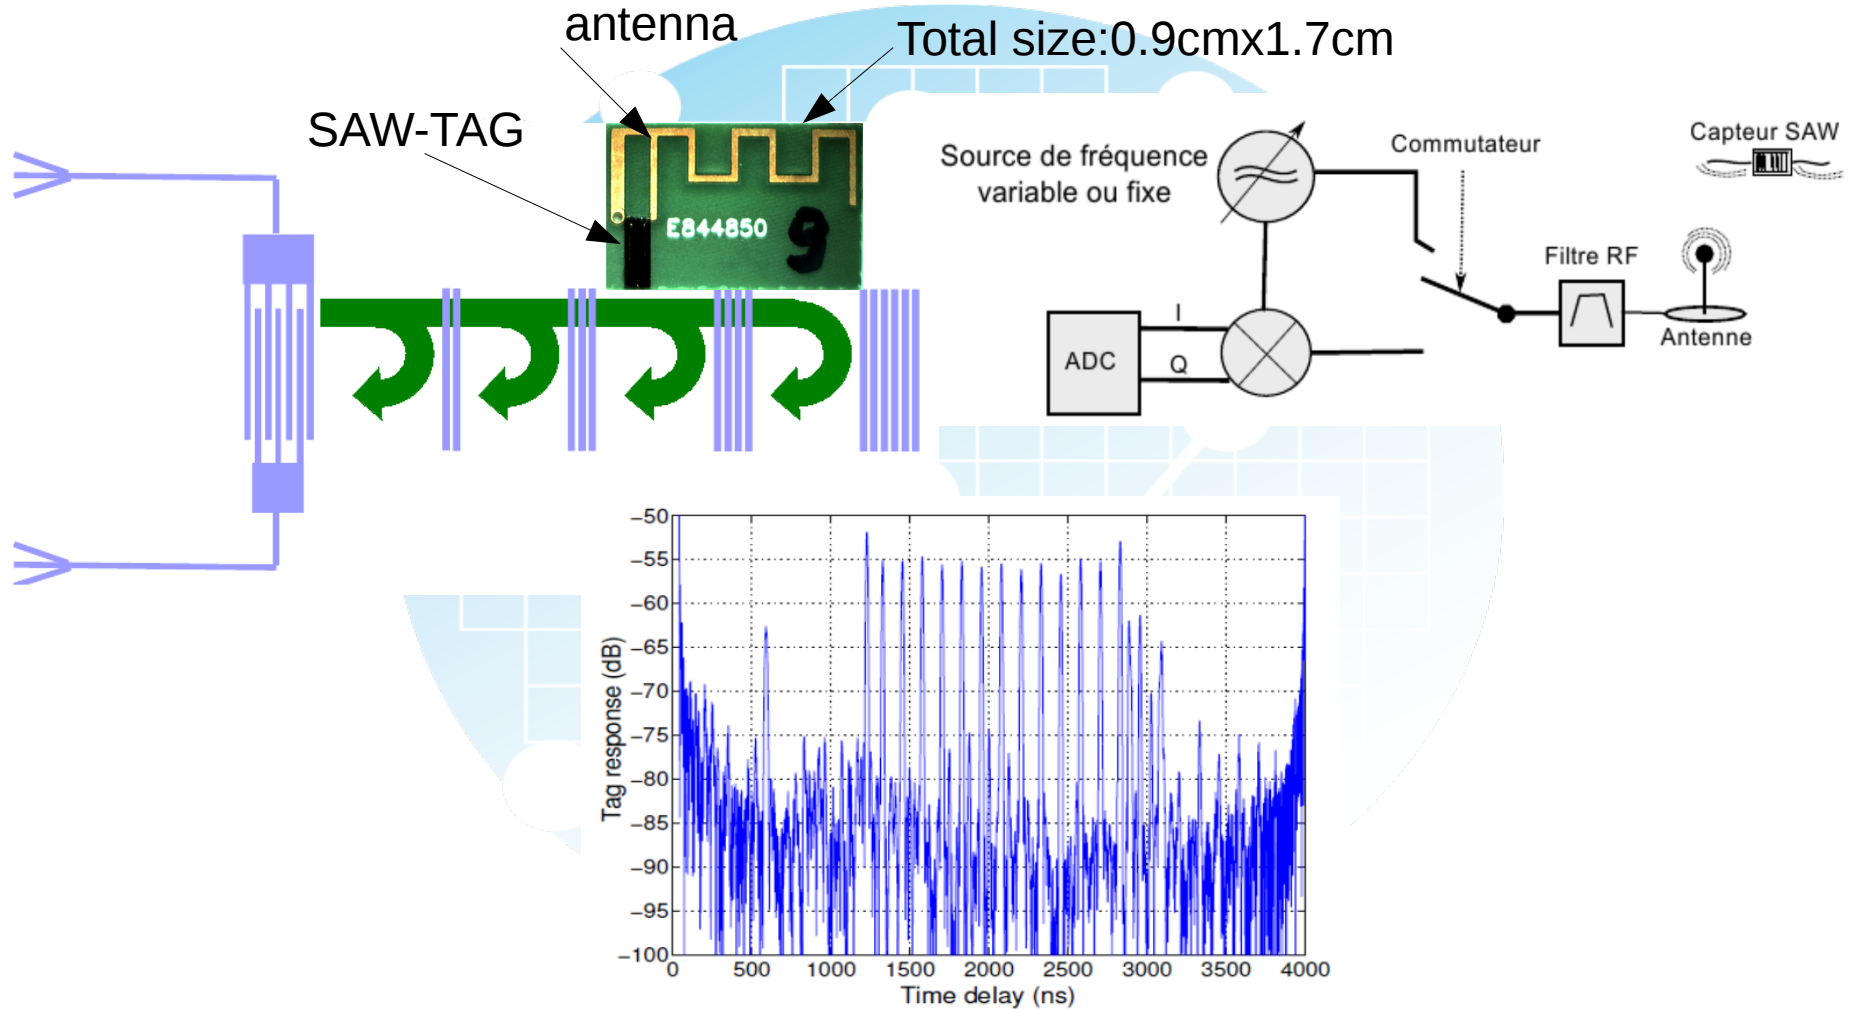 antenna
Total size:0.9cmx1.7cm
SAW-TAG
E844850
9
Source de fréquence
variable ou fixe
Commutateur
Capteur SAW
Filtre RF
Antenne
I
ADC
Q
−50
−55
−60
−65
−70
−75
−80
−85
−90
−95
−100
Tag response (dB)
0 500 1000 1500 2000 2500 3000 3500 4000
Time delay (ns)